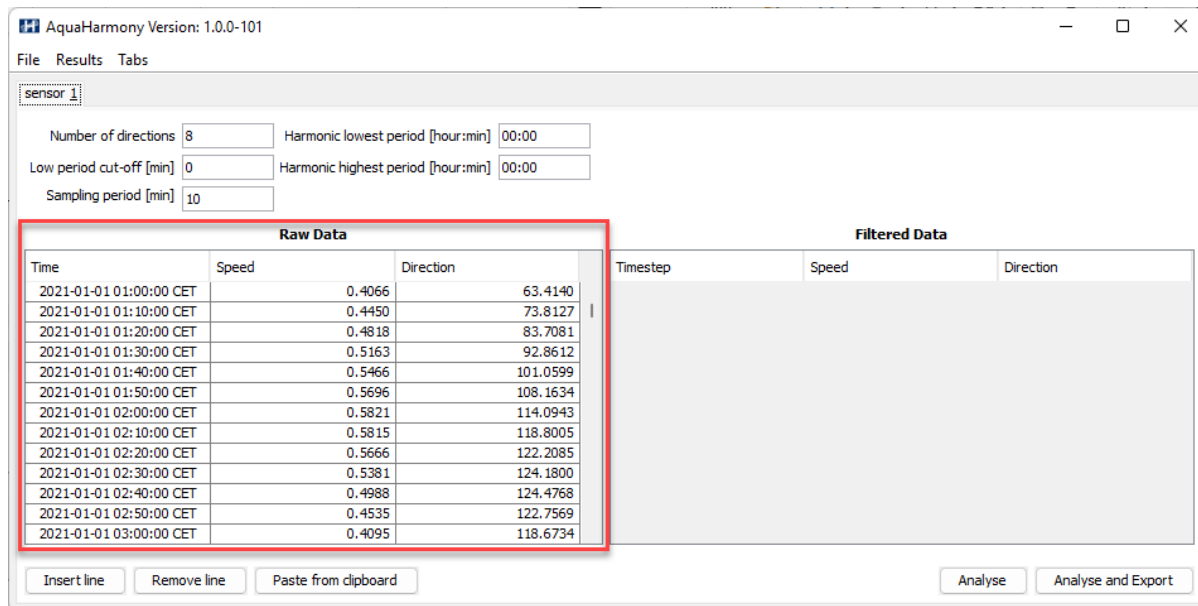 AquaHarmony Version: 1.0.0-101
File Results Tabs
sensor 1
Number of directions 8 Harmonic lowest period [hour:min] 00:00
Low period cut-off [min] 0 Harmonic highest period [hour:min] 00:00
Sampling period [min] 10
Raw Data Filtered Data
Time Speed Direction Timestep Speed Direction
2021-01-01 01:00:00 CET 0.4066 63.4140
2021-01-01 01:10:00 CET 0.4450 73.8127
2021-01-01 01:20:00 CET 0.4818 83.7081
2021-01-01 01:30:00 CET 0.5163 92.8612
2021-01-01 01:40:00 CET 0.5466 101.0599
2021-01-01 01:50:00 CET 0.5696 108.1634
2021-01-01 02:00:00 CET 0.5821 114.0943
2021-01-01 02:10:00 CET 0.5815 118.8005
2021-01-01 02:20:00 CET 0.5666 122.2085
2021-01-01 02:30:00 CET 0.5381 124.1800
2021-01-01 02:40:00 CET 0.4988 124.4768
2021-01-01 02:50:00 CET 0.4535 122.7569
2021-01-01 03:00:00 CET 0.4095 118.6734
Insert line Remove line Paste from clipboard Analyse Analyse and Export